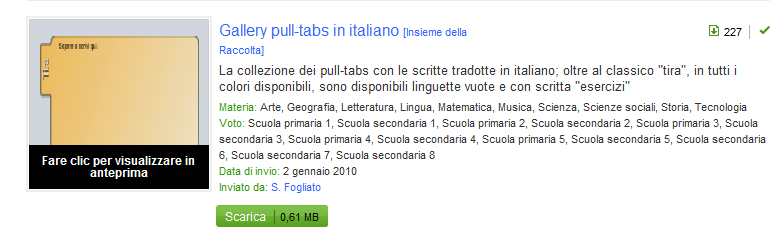 Gallery pull-tabs in italiano [Insieme della
Raccolta]
227
La collezione dei pull-tabs con le scritte tradotte in italiano; oltre al classico "tira", in tutti i
colori disponibili, sono disponibili linguette vuote e con scritta "esercizi"
Materia: Arte, Geografia, Letteratura, Lingua, Matematica, Musica, Scienza, Scienze sociali, Storia, Tecnologia
Voto: Scuola primaria 1, Scuola secondaria 1, Scuola primaria 2, Scuola secondaria 2, Scuola primaria 3, Scuola
secondaria 3, Scuola primaria 4, Scuola secondaria 4, Scuola primaria 5, Scuola secondaria 5, Scuola secondaria
6, Scuola secondaria 7, Scuola secondaria 8
Data di invio: 2 gennaio 2010
Inviato da: S. Fogliato
Scarica 0,61 MB
Fare clic per visualizzare in
anteprima